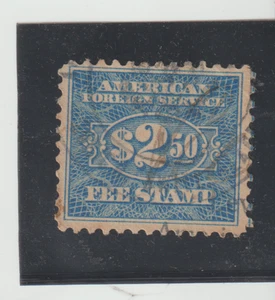 AMERICAN
FOREIGN SERVICE
$2.50
FEE STAMP